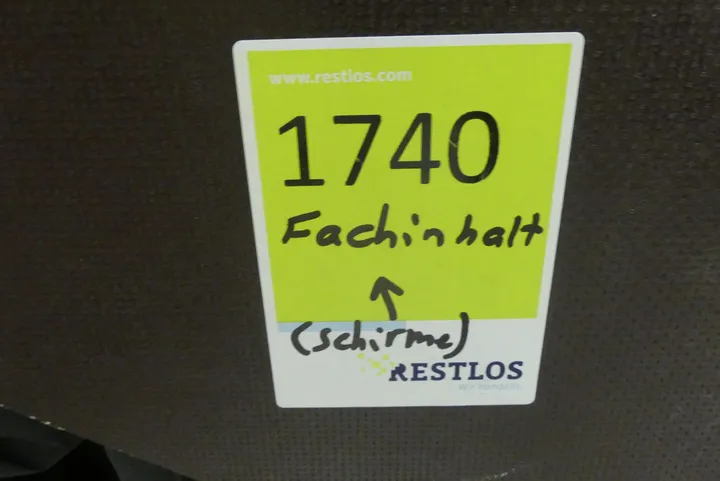 www.restlos.com
1740
Fachinhalt
↑
(schirme)
RESTLOS